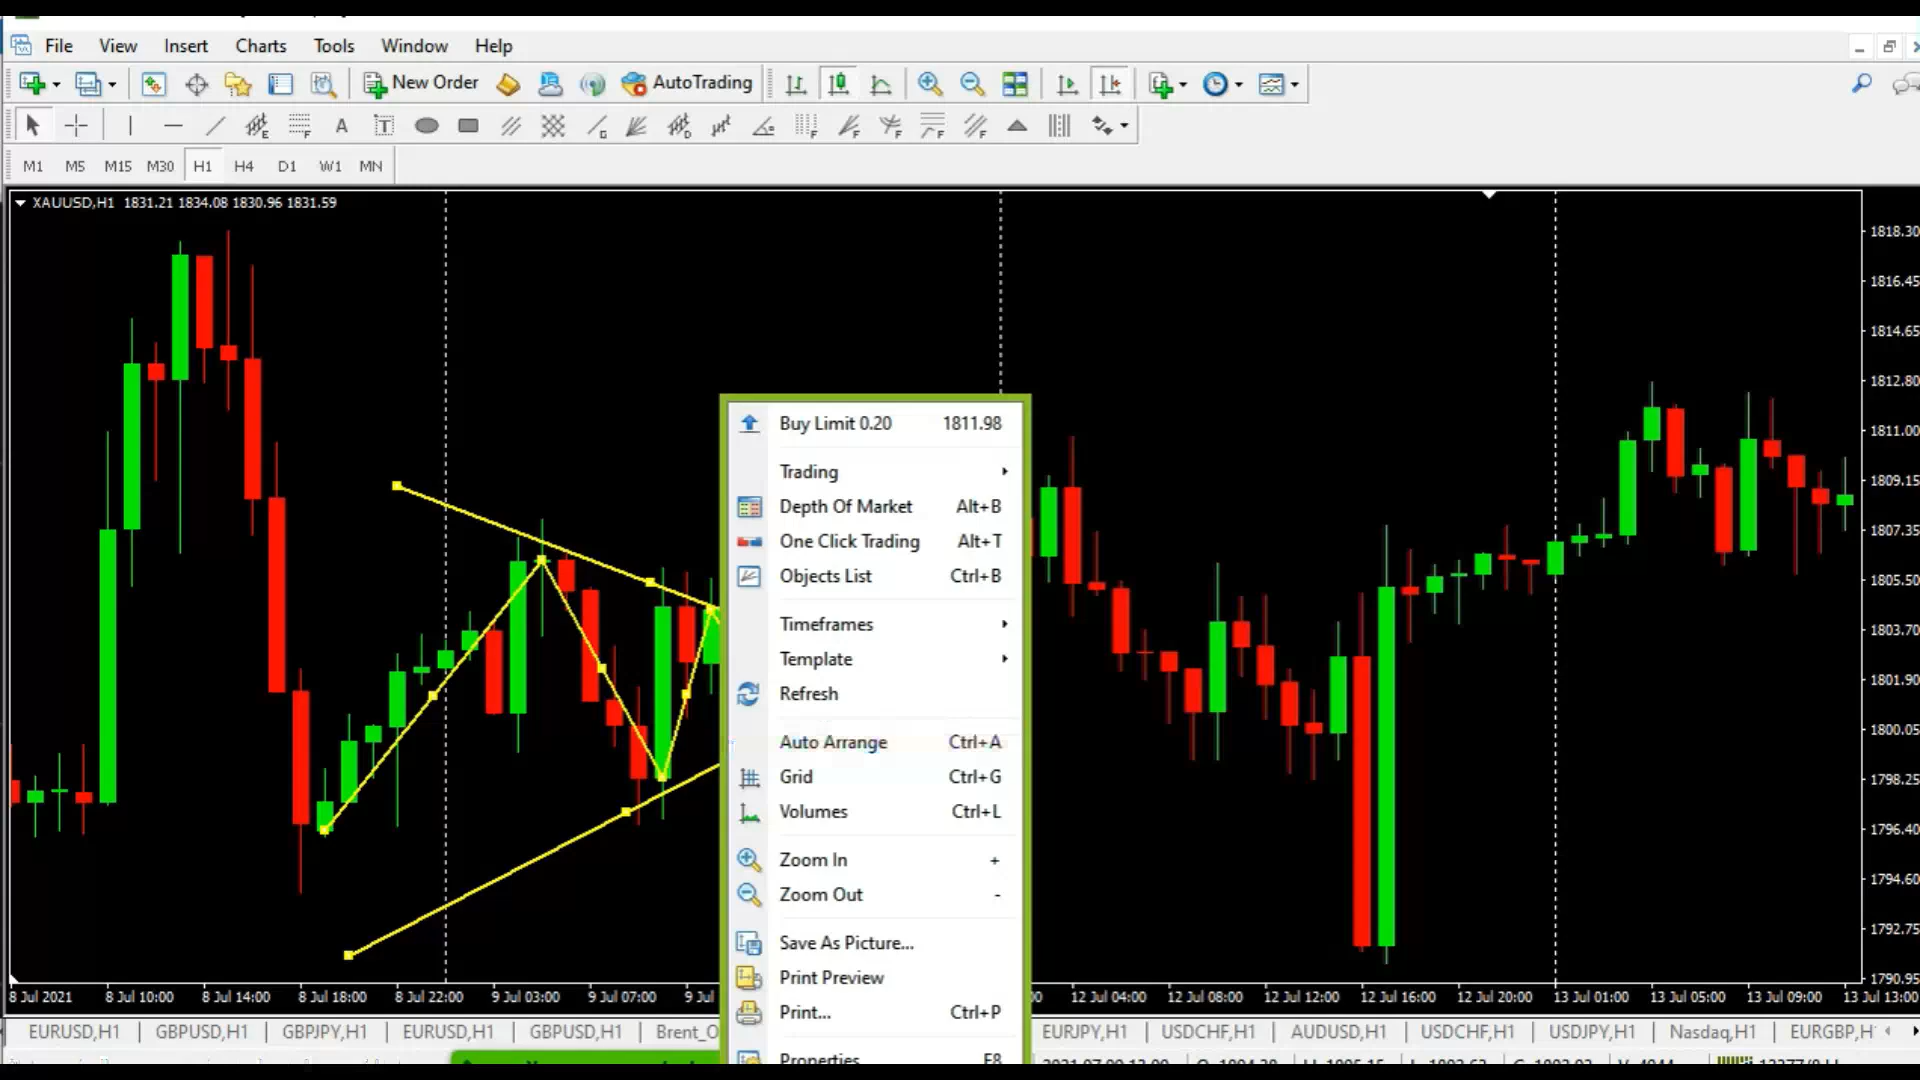 File View Insert Charts Tools Window Help
New Order AutoTrading
M1 M5 M15 M30 H1 H4 D1 W1 MN
XAUUSD,H1 1831.21 1834.08 1830.96 1831.59
1818.30
1816.45
1814.65
1812.80
1811.00
1809.15
1807.35
1805.50
1803.70
1801.90
1800.05
1798.25
1796.40
1794.60
1792.75
1790.95
Buy Limit 0.20 1811.98
Trading
Depth Of Market Alt+B
One Click Trading Alt+T
Objects List Ctrl+B
Timeframes
Template
Refresh
Auto Arrange Ctrl+A
Grid Ctrl+G
Volumes Ctrl+L
Zoom In +
Zoom Out -
Save As Picture...
Print Preview
Print... Ctrl+P
Properties... F8
8 Jul 2021 8 Jul 10:00 8 Jul 14:00 8 Jul 18:00 8 Jul 22:00 9 Jul 03:00 9 Jul 07:00 9 Jul 12 Jul 04:00 12 Jul 08:00 12 Jul 12:00 12 Jul 16:00 12 Jul 20:00 13 Jul 01:00 13 Jul 05:00 13 Jul 09:00 13 Jul 13:00
EURUSD,H1 GBPUSD,H1 GBPJPY,H1 EURUSD,H1 GBPUSD,H1 Brent_O EURJPY,H1 USDCHF,H1 AUDUSD,H1 USDCHF,H1 USDJPY,H1 Nasdaq,H1 EURGBP,H